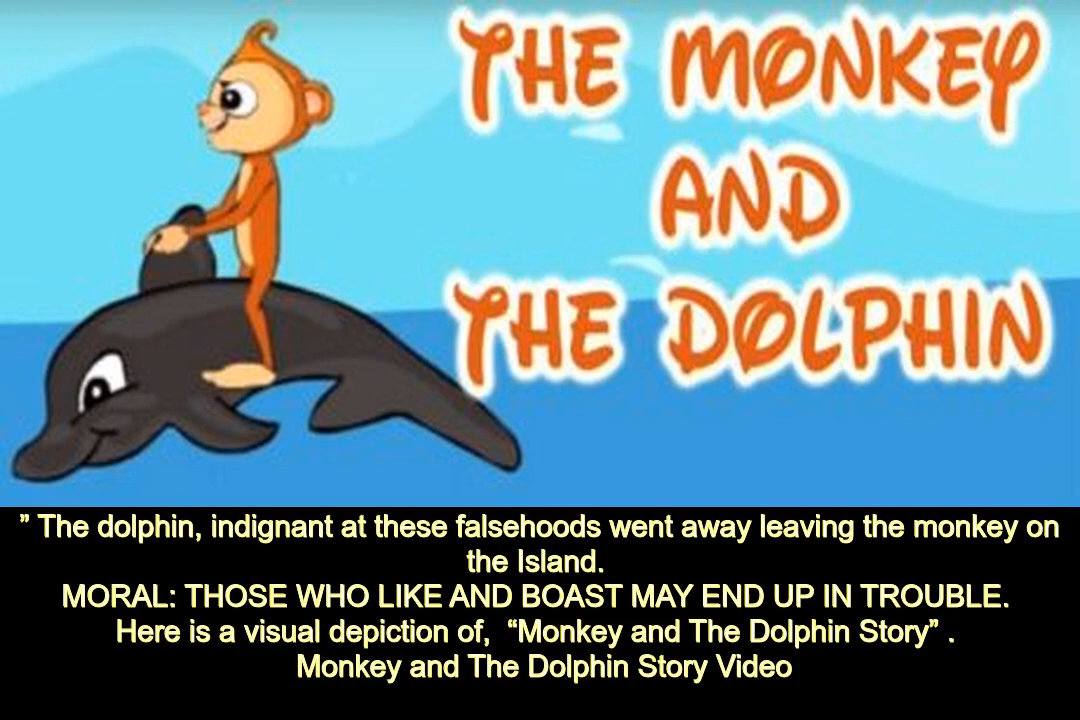 THE MONKEY
AND
THE DOLPHIN
” The dolphin, indignant at these falsehoods went away leaving the monkey on
the Island.
MORAL: THOSE WHO LIKE AND BOAST MAY END UP IN TROUBLE.
Here is a visual depiction of,  “Monkey and The Dolphin Story” .
Monkey and The Dolphin Story Video